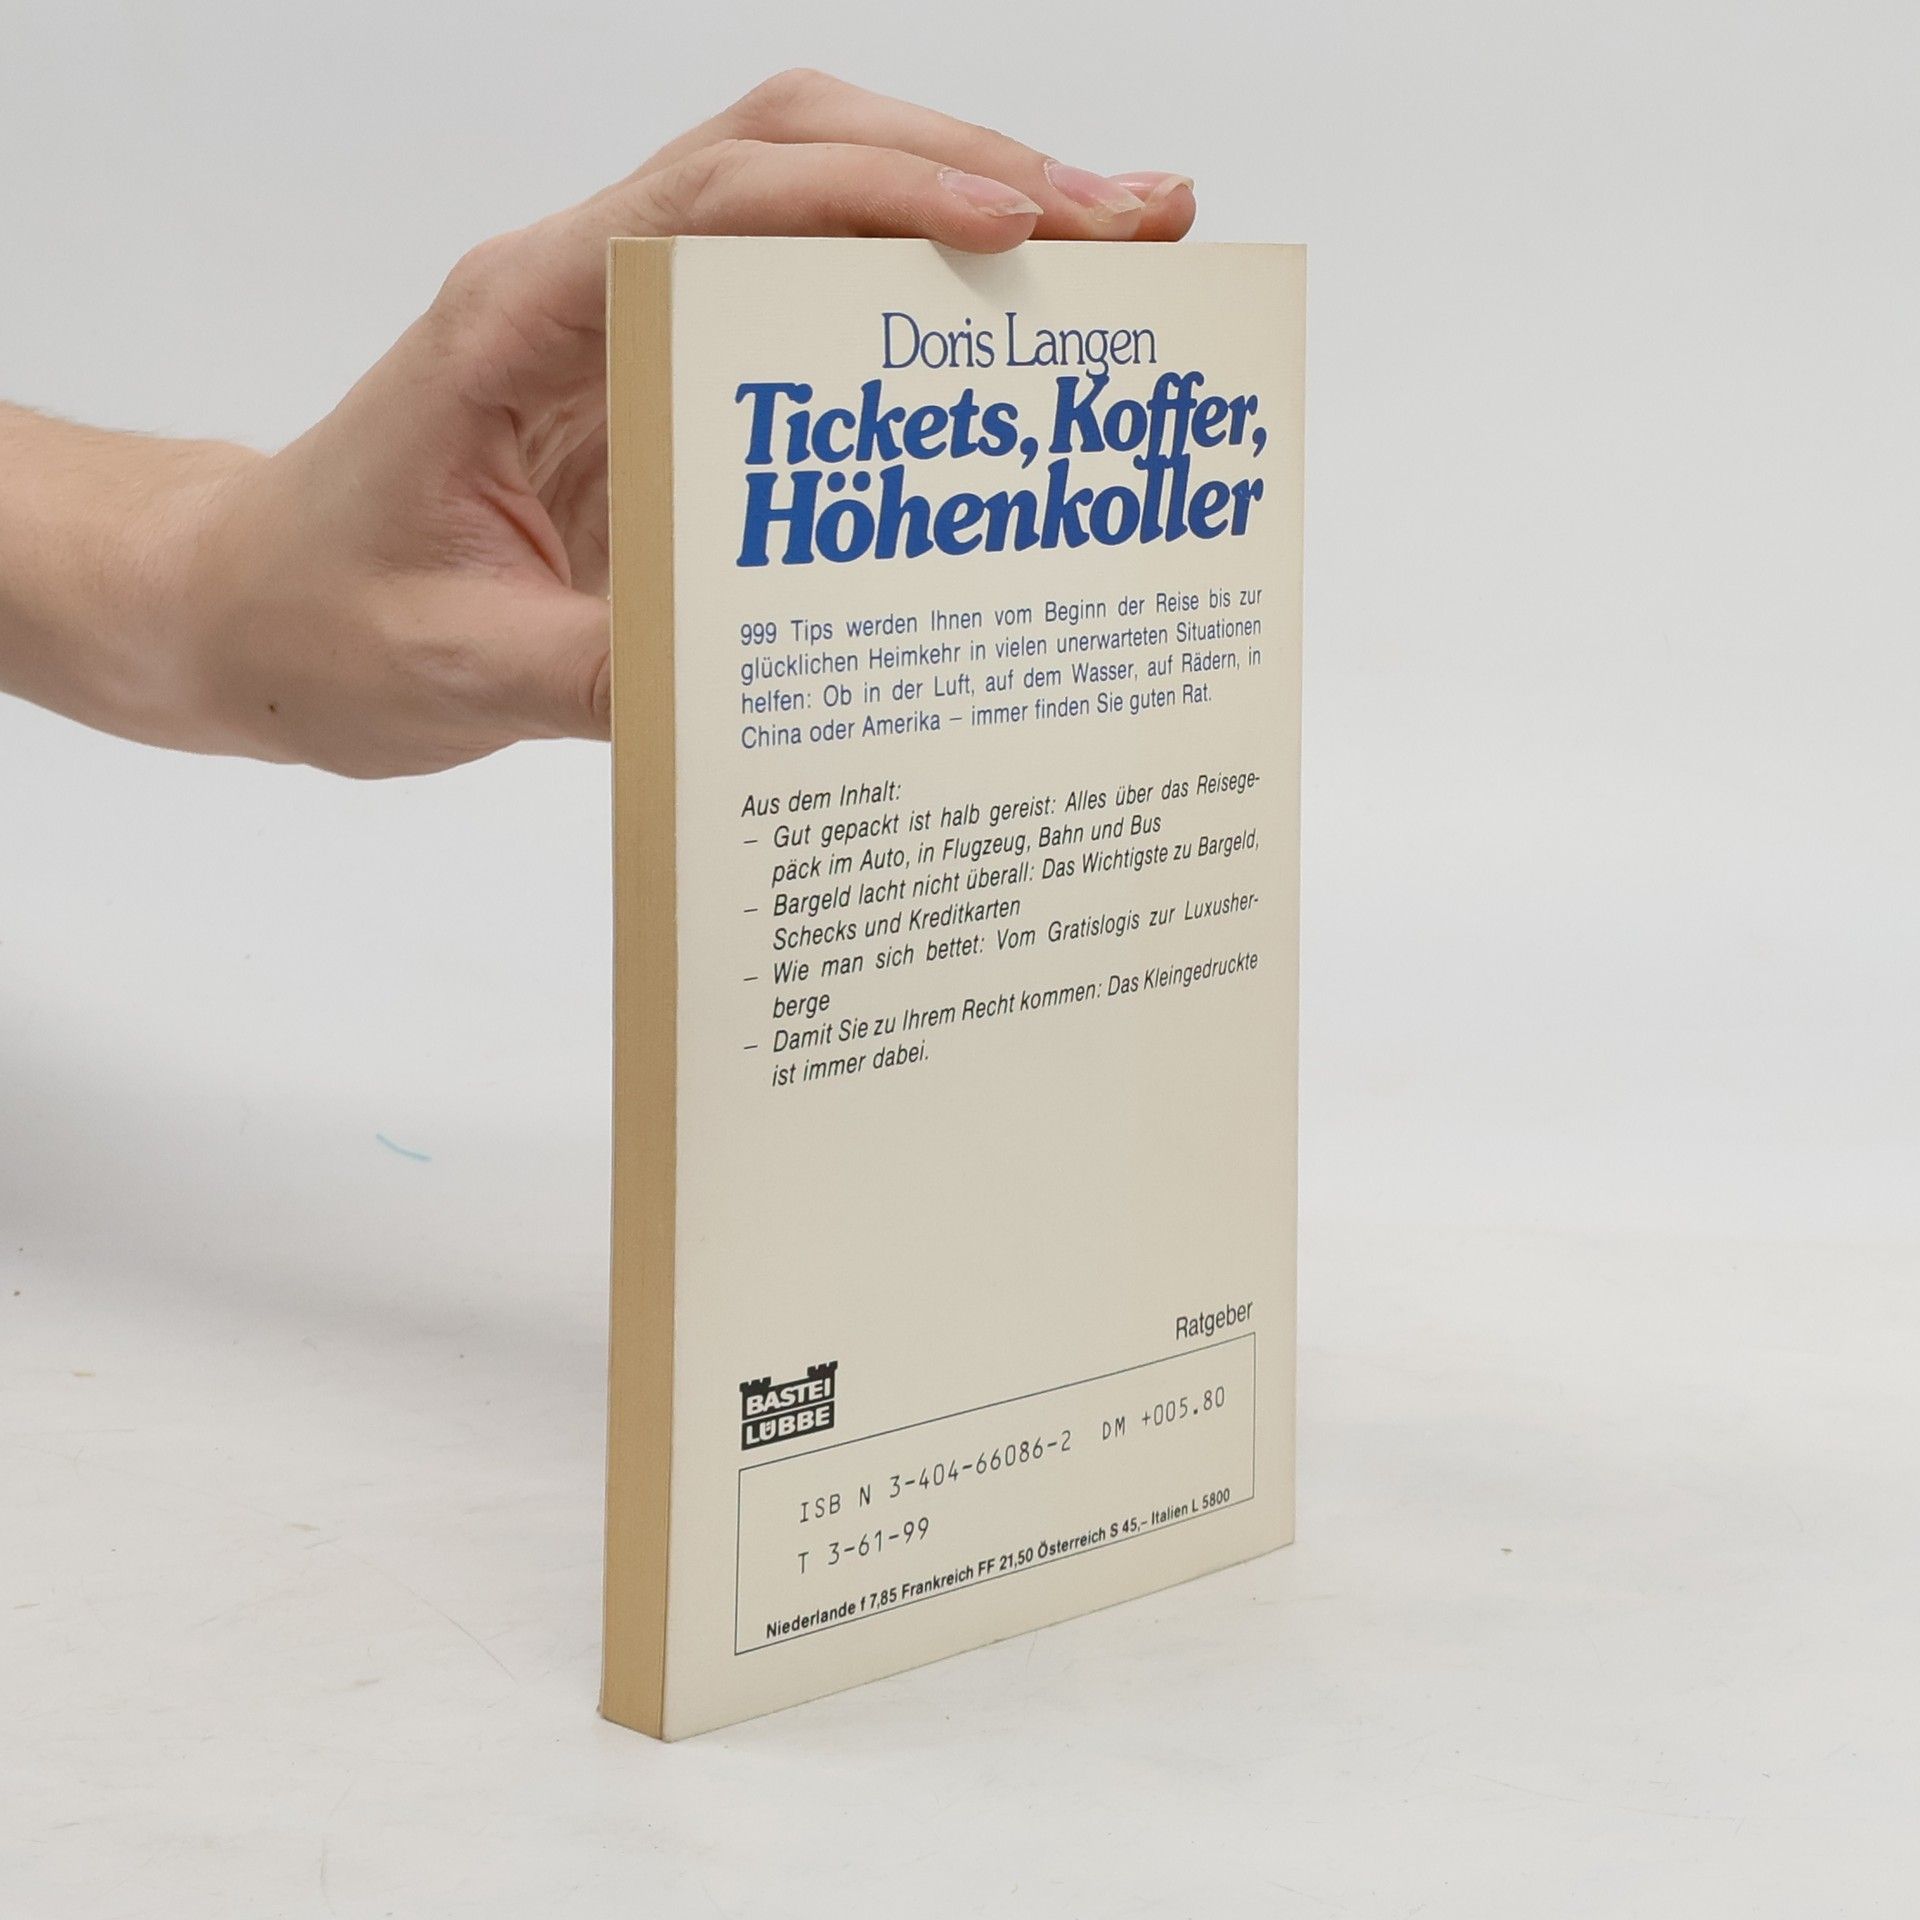 Doris Langen
Tickets, Koffer,
Höhenkoller
999 Tips werden Ihnen vom Beginn der Reise bis zur
glücklichen Heimkehr in vielen unerwarteten Situationen
helfen: Ob in der Luft, auf dem Wasser, auf Rädern, in
China oder Amerika – immer finden Sie guten Rat.
Aus dem Inhalt:
– Gut gepackt ist halb gereist: Alles über das Reisege-
päck im Auto, in Flugzeug, Bahn und Bus
– Bargeld lacht nicht überall: Das Wichtigste zu Bargeld,
Schecks und Kreditkarten
– Wie man sich bettet: Vom Gratislogis zur Luxusher-
berge
– Damit Sie zu Ihrem Recht kommen: Das Kleingedruckte
ist immer dabei.
Ratgeber
BASTEI
LÜBBE
ISB N 3-404-66086-2 DM +005.80
T 3-61-99
Niederlande f 7,85 Frankreich FF 21,50 Österreich S 45,– Italien L 5800